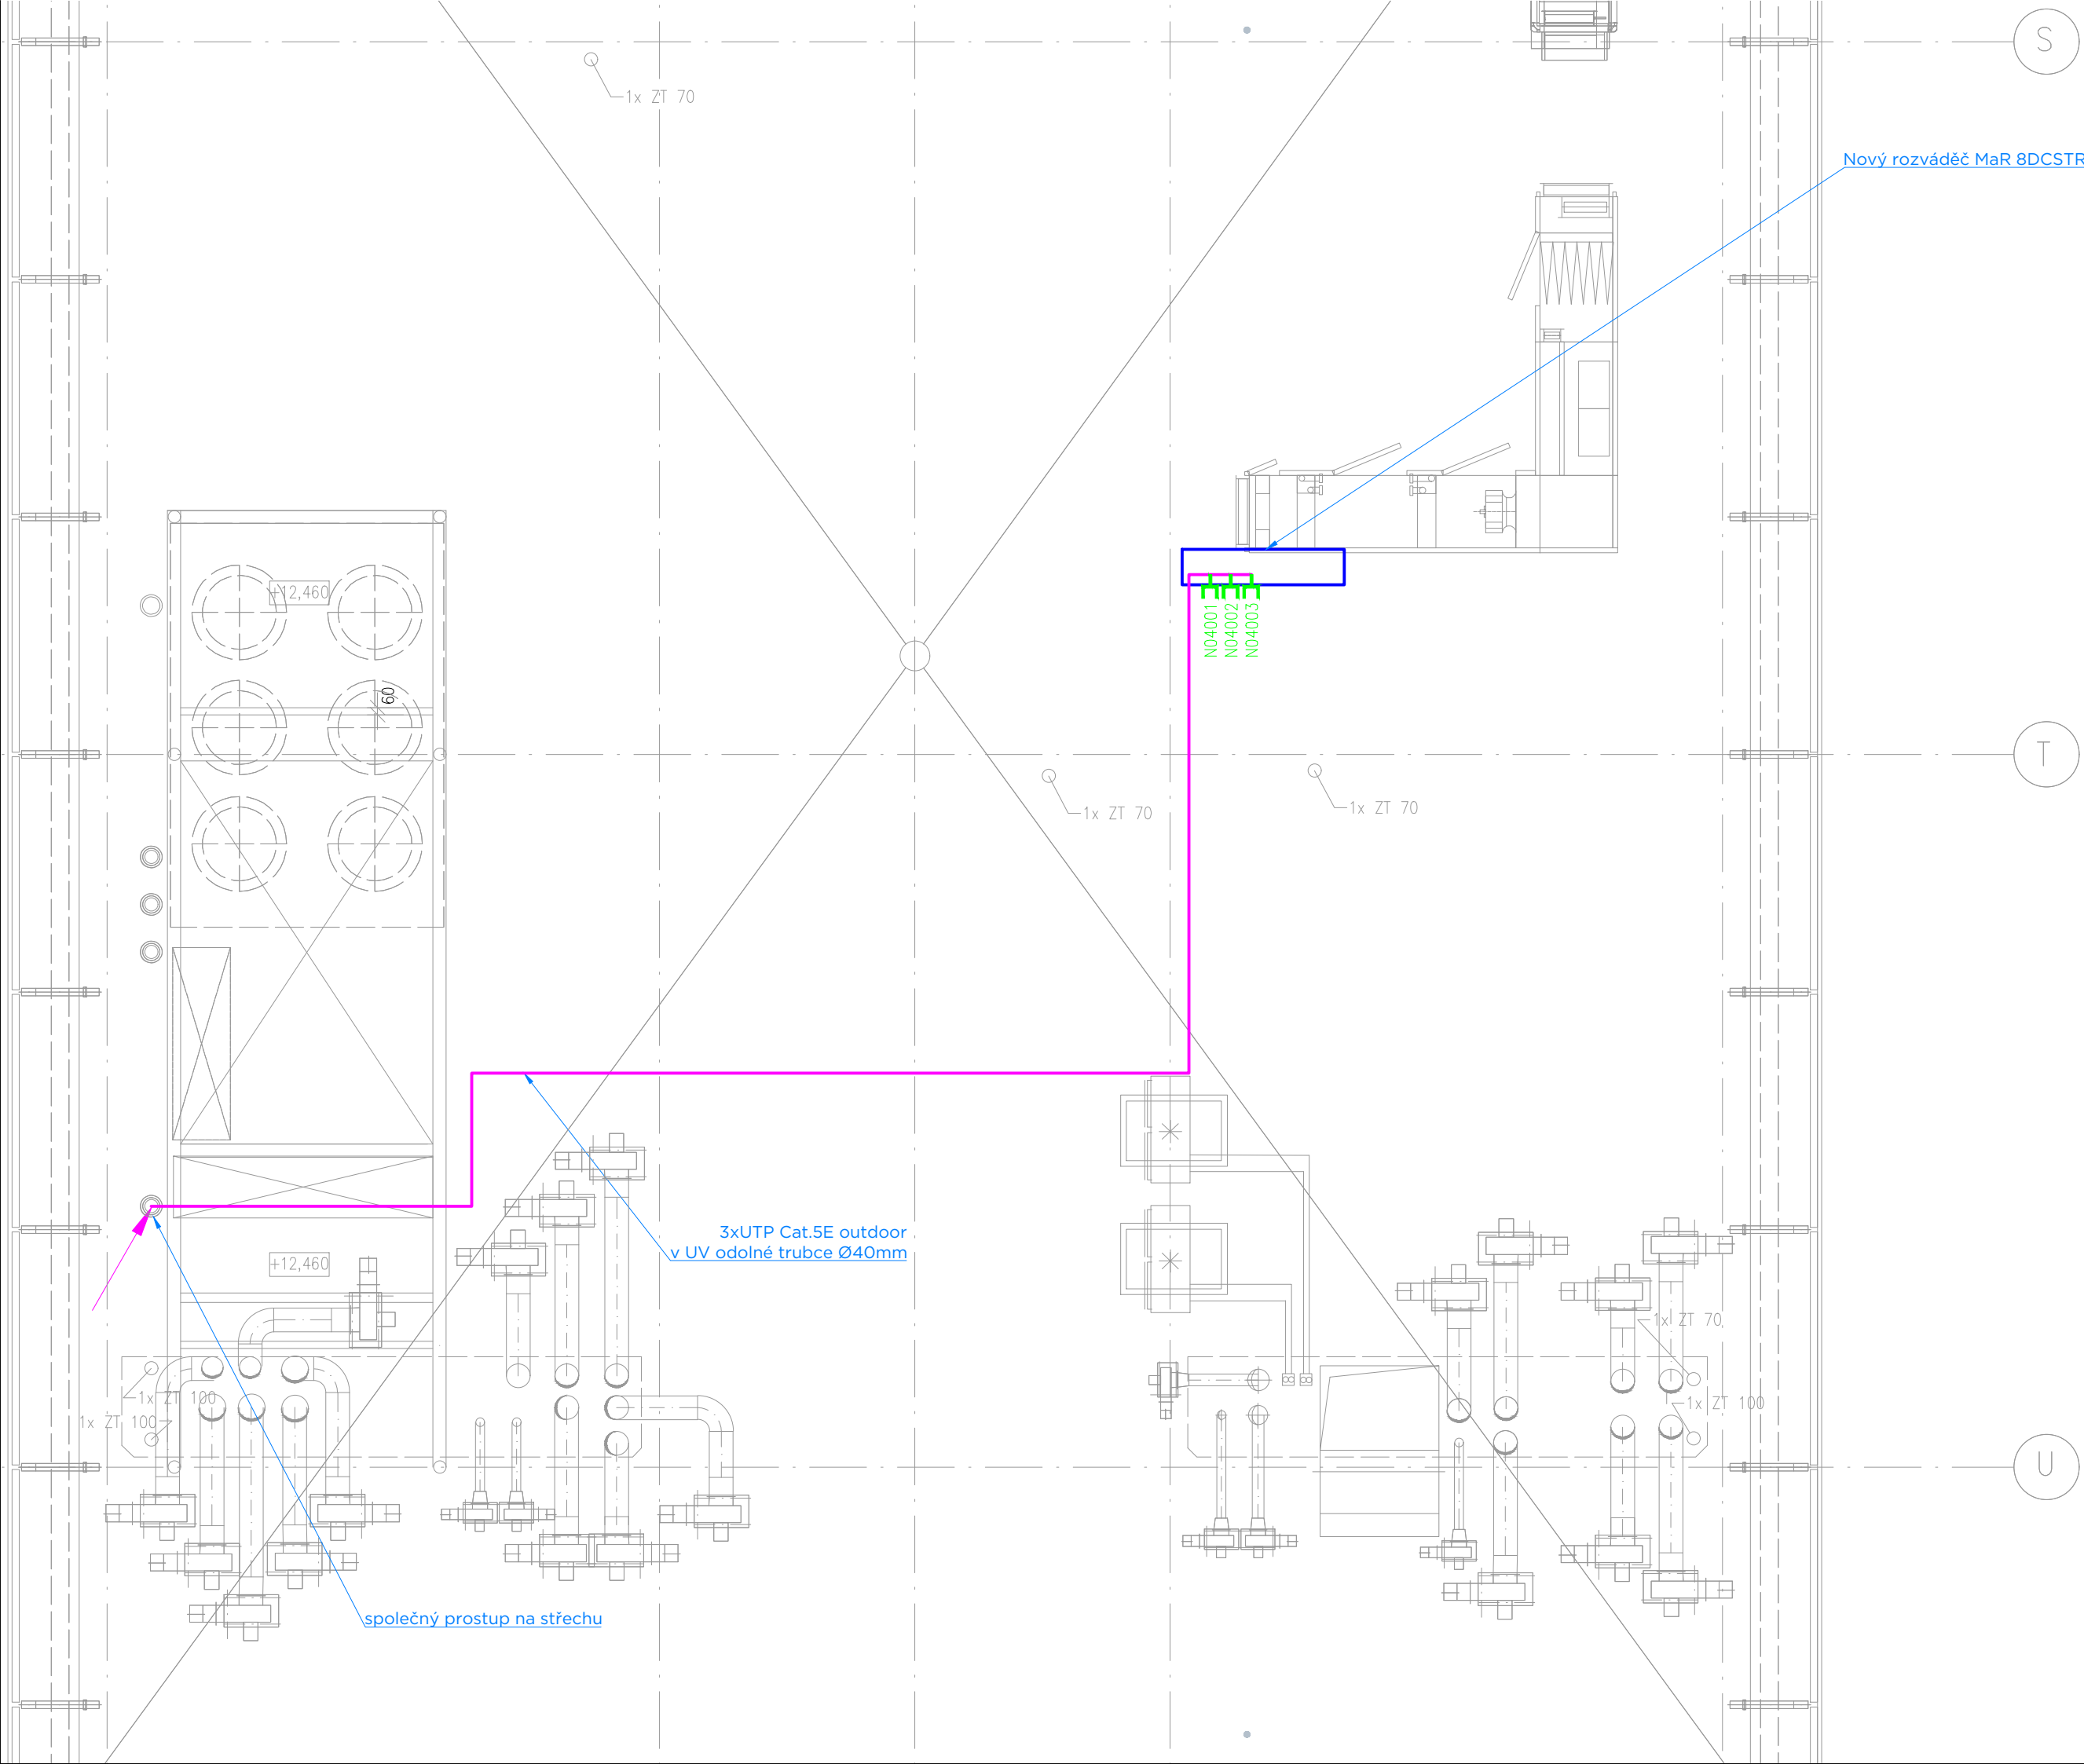 S
1x ZT 70
Nový rozváděč MaR 8DCSTR
+12,460
N04001
N04002
N04003
60
T
1x ZT 70
1x ZT 70
3xUTP Cat.5E outdoor
v UV odolné trubce Ø40mm
+12,460
1x ZT 70
1x ZT 100
1x ZT 100
1x ZT 100
U
společný prostup na střechu